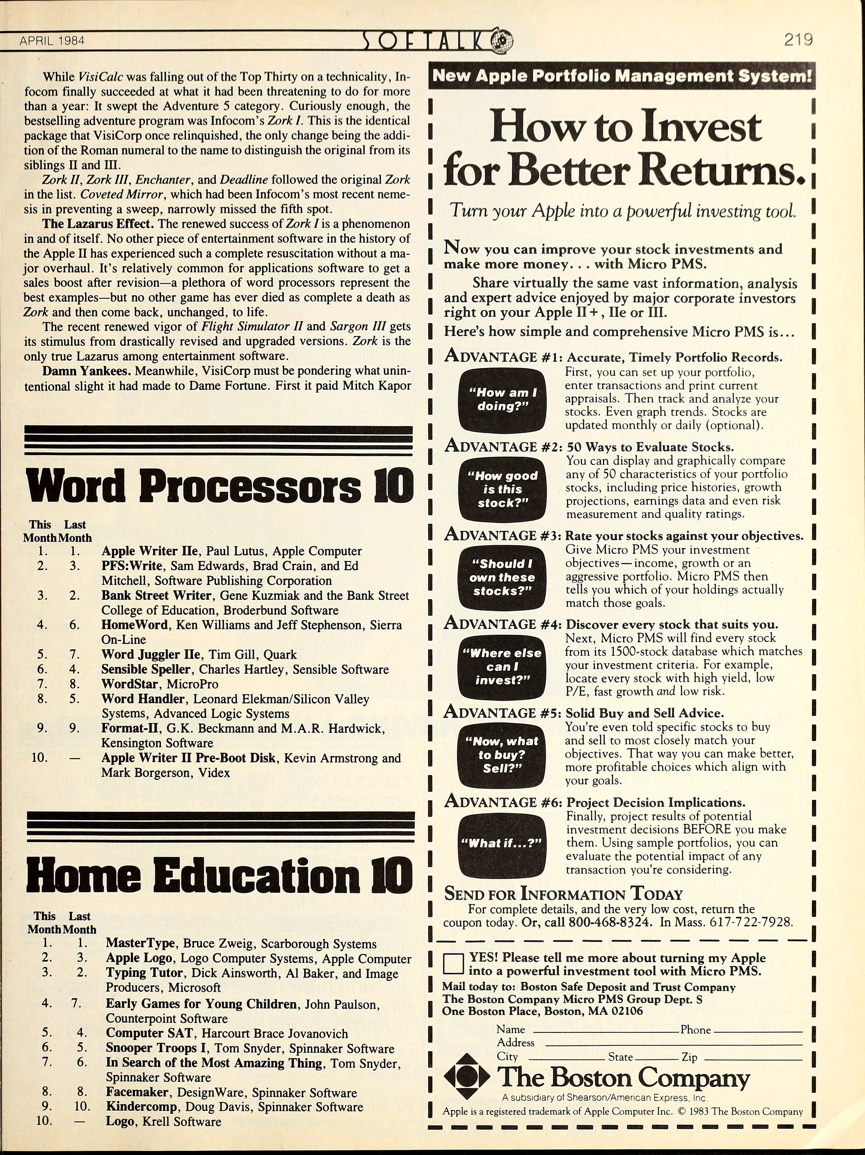 APRIL 1984
SOFTALK
219
While VisiCalc was falling out of the Top Thirty on a technicality, In-
focom finally succeeded at what it had been threatening to do for more
than a year: It swept the Adventure 5 category. Curiously enough, the
bestselling adventure program was Infocom's Zork I. This is the identical
package that VisiCorp once relinquished, the only change being the addi-
tion of the Roman numeral to the name to distinguish the original from its
siblings II and III.
Zork II, Zork III, Enchanter, and Deadline followed the original Zork
in the list. Coveted Mirror, which had been Infocom's most recent neme-
sis in preventing a sweep, narrowly missed the fifth spot.
The Lazarus Effect. The renewed success of Zork I is a phenomenon
in and of itself. No other piece of entertainment software in the history of
the Apple II has experienced such a complete resuscitation without a ma-
jor overhaul. It's relatively common for applications software to get a
sales boost after revision—a plethora of word processors represent the
best examples—but no other game has ever died as complete a death as
Zork and then come back, unchanged, to life.
The recent renewed vigor of Flight Simulator II and Sargon III gets
its stimulus from drastically revised and upgraded versions. Zork is the
only true Lazarus among entertainment software.
Damn Yankees. Meanwhile, VisiCorp must be pondering what unin-
tentional slight it had made to Dame Fortune. First it paid Mitch Kapor
Word Processors 10
This Last
Month Month
1. 1. Apple Writer IIe, Paul Lutus, Apple Computer
2. 3. PFS:Write, Sam Edwards, Brad Crain, and Ed
Mitchell, Software Publishing Corporation
3. 2. Bank Street Writer, Gene Kuzmiak and the Bank Street
College of Education, Broderbund Software
4. 6. HomeWord, Ken Williams and Jeff Stephenson, Sierra
On-Line
5. 7. Word Juggler IIe, Tim Gill, Quark
6. 4. Sensible Speller, Charles Hartley, Sensible Software
7. 8. WordStar, MicroPro
8. 5. Word Handler, Leonard Elekman/Silicon Valley
Systems, Advanced Logic Systems
9. 9. Format-II, G.K. Beckmann and M.A.R. Hardwick,
Kensington Software
10. — Apple Writer II Pre-Boot Disk, Kevin Armstrong and
Mark Borgerson, Videx
Home Education 10
This Last
Month Month
1. 1. MasterType, Bruce Zweig, Scarborough Systems
2. 3. Apple Logo, Logo Computer Systems, Apple Computer
3. 2. Typing Tutor, Dick Ainsworth, Al Baker, and Image
Producers, Microsoft
4. 7. Early Games for Young Children, John Paulson,
Counterpoint Software
5. 4. Computer SAT, Harcourt Brace Jovanovich
6. 5. Snooper Troops I, Tom Snyder, Spinnaker Software
7. 6. In Search of the Most Amazing Thing, Tom Snyder,
Spinnaker Software
8. 8. Facemaker, DesignWare, Spinnaker Software
9. 10. Kindercomp, Doug Davis, Spinnaker Software
10. — Logo, Krell Software
New Apple Portfolio Management System!
How to Invest
for Better Returns.
Turn your Apple into a powerful investing tool.
Now you can improve your stock investments and
make more money. . . with Micro PMS.
Share virtually the same vast information, analysis
and expert advice enjoyed by major corporate investors
right on your Apple II+, IIe or III.
Here's how simple and comprehensive Micro PMS is...
ADVANTAGE #1: Accurate, Timely Portfolio Records.
"How am I
doing?"
First, you can set up your portfolio,
enter transactions and print current
appraisals. Then track and analyze your
stocks. Even graph trends. Stocks are
updated monthly or daily (optional).
ADVANTAGE #2: 50 Ways to Evaluate Stocks.
"How good
is this
stock?"
You can display and graphically compare
any of 50 characteristics of your portfolio
stocks, including price histories, growth
projections, earnings data and even risk
measurement and quality ratings.
ADVANTAGE #3: Rate your stocks against your objectives.
"Should I
own these
stocks?"
Give Micro PMS your investment
objectives—income, growth or an
aggressive portfolio. Micro PMS then
tells you which of your holdings actually
match those goals.
ADVANTAGE #4: Discover every stock that suits you.
"Where else
can I
invest?"
Next, Micro PMS will find every stock
from its 1500-stock database which matches
your investment criteria. For example,
locate every stock with high yield, low
P/E, fast growth and low risk.
ADVANTAGE #5: Solid Buy and Sell Advice.
"Now, what
to buy?
Sell?"
You're even told specific stocks to buy
and sell to most closely match your
objectives. That way you can make better,
more profitable choices which align with
your goals.
ADVANTAGE #6: Project Decision Implications.
"What if...?"
Finally, project results of potential
investment decisions BEFORE you make
them. Using sample portfolios, you can
evaluate the potential impact of any
transaction you're considering.
SEND FOR INFORMATION TODAY
For complete details, and the very low cost, return the
coupon today. Or, call 800-468-8324. In Mass. 617-722-7928.
YES! Please tell me more about turning my Apple
into a powerful investment tool with Micro PMS.
Mail today to: Boston Safe Deposit and Trust Company
The Boston Company Micro PMS Group Dept. S
One Boston Place, Boston, MA 02106
Name Phone
Address
City State Zip
The Boston Company
A subsidiary of Shearson/American Express, Inc.
Apple is a registered trademark of Apple Computer Inc. © 1983 The Boston Company